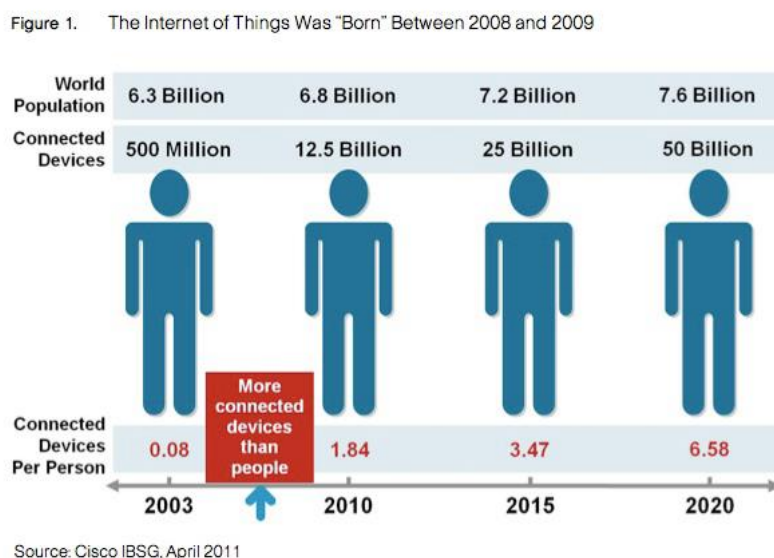 Figure 1. The Internet of Things Was "Born" Between 2008 and 2009
World
Population
6.3 Billion 6.8 Billion 7.2 Billion 7.6 Billion
Connected
Devices
500 Million 12.5 Billion 25 Billion 50 Billion
More
connected
devices
than
people
Connected
Devices
Per Person
0.08 1.84 3.47 6.58
2003 2010 2015 2020
Source: Cisco IBSG, April 2011